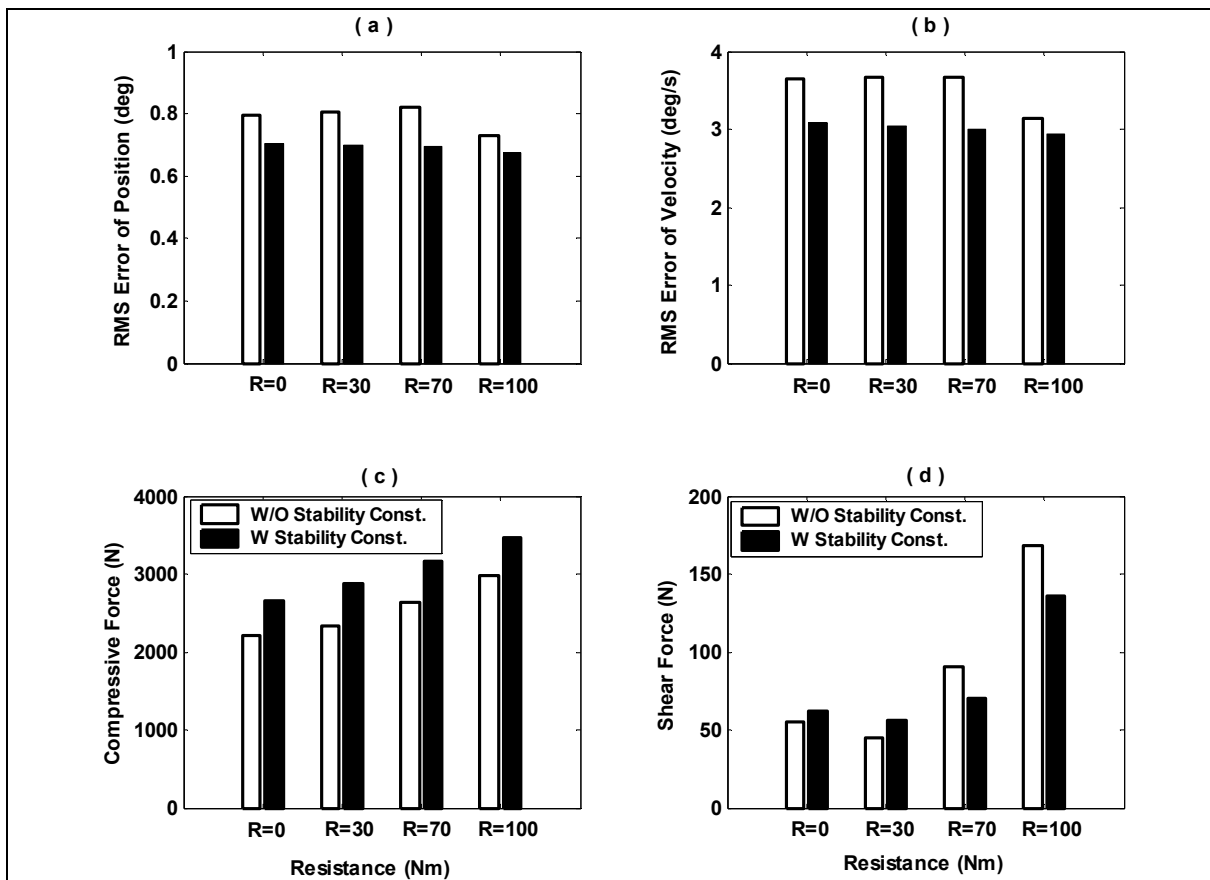 ( a )
1
0.8
0.6
0.4
0.2
0
RMS Error of Position (deg)
R=0 R=30 R=70 R=100
( b )
4
3
2
1
0
RMS Error of Velocity (deg/s)
R=0 R=30 R=70 R=100
( c )
4000
3000
2000
1000
0
Compressive Force (N)
W/O Stability Const.
W Stability Const.
R=0 R=30 R=70 R=100
Resistance (Nm)
( d )
200
150
100
50
0
Shear Force (N)
W/O Stability Const.
W Stability Const.
R=0 R=30 R=70 R=100
Resistance (Nm)